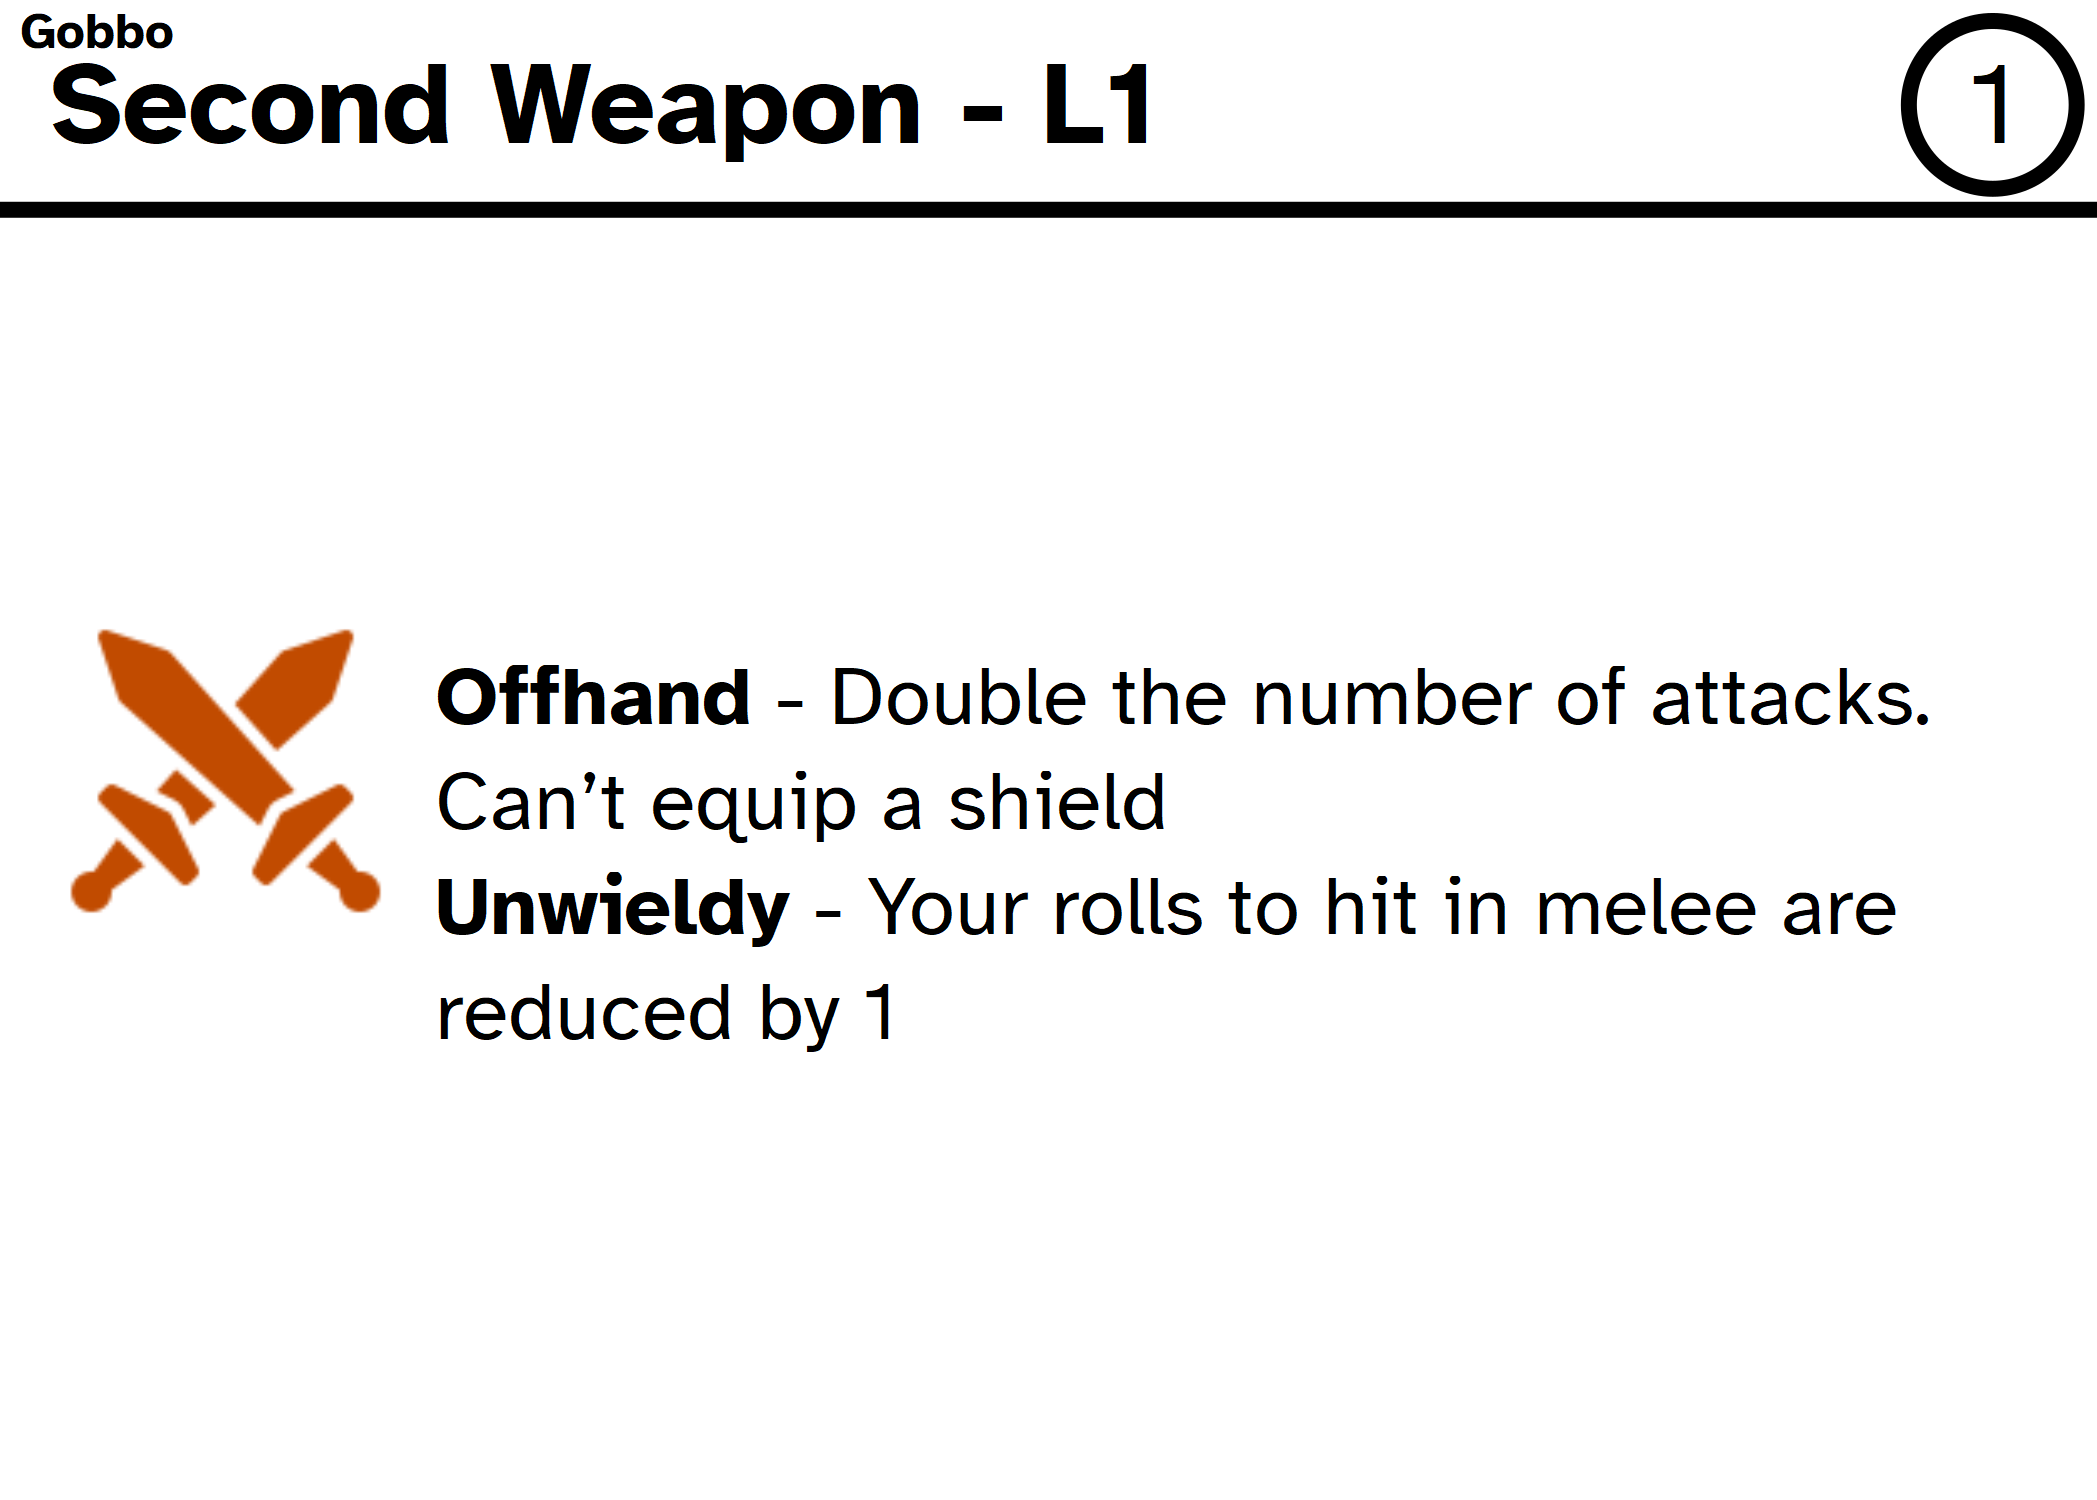 Gobbo
Second Weapon - L1
1
Offhand - Double the number of attacks.
Can’t equip a shield
Unwieldy - Your rolls to hit in melee are
reduced by 1